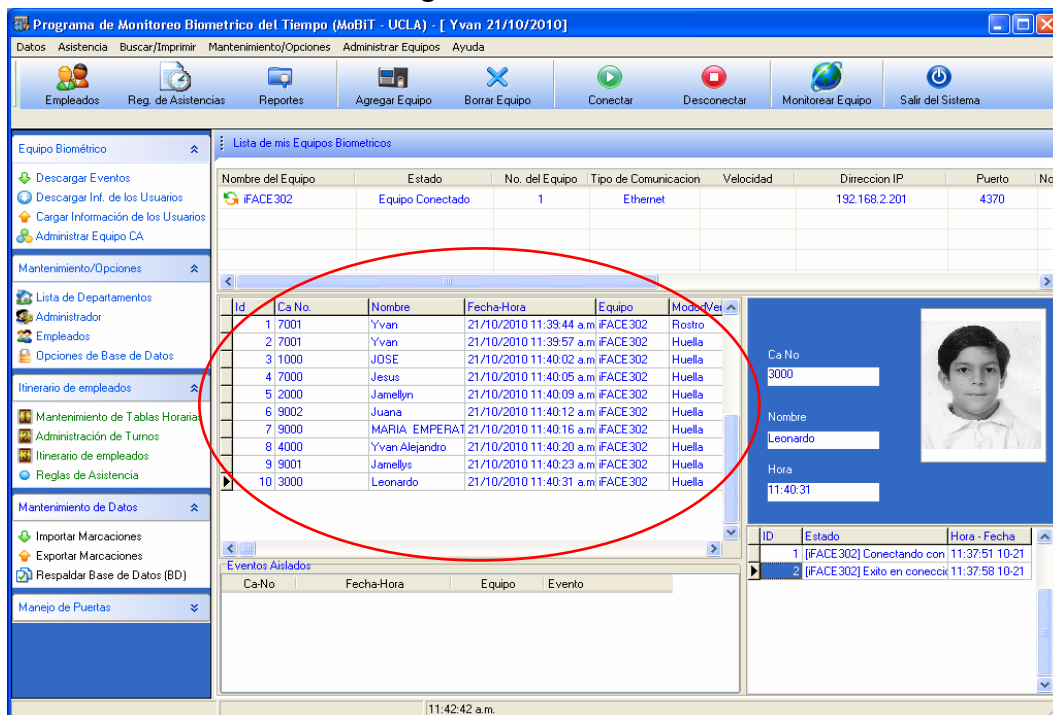 Programa de Monitoreo Biometrico del Tiempo (MoBiT - UCLA) - [ Yvan 21/10/2010]
Datos Asistencia Buscar/Imprimir Mantenimiento/Opciones Administrar Equipos Ayuda
Empleados Reg. de Asistencias Reportes Agregar Equipo Borrar Equipo Conectar Desconectar Monitorear Equipo Salir del Sistema
Equipo Biométrico
Descargar Eventos
Descargar Inf. de los Usuarios
Cargar Información de los Usuarios
Administrar Equipo CA
Mantenimiento/Opciones
Lista de Departamentos
Administrador
Empleados
Opciones de Base de Datos
Itinerario de empleados
Mantenimiento de Tablas Horarias
Administración de Turnos
Itinerario de empleados
Reglas de Asistencia
Mantenimiento de Datos
Importar Marcaciones
Exportar Marcaciones
Respaldar Base de Datos (BD)
Manejo de Puertas
Lista de mis Equipos Biometricos
Nombre del Equipo Estado No. del Equipo Tipo de Comunicacion Velocidad Direccion IP Puerto No
iFACE302 Equipo Conectado 1 Ethernet 192.168.2.201 4370
Id Ca No. Nombre Fecha-Hora Equipo
1 7001 Yvan 21/10/2010 11:39:44 a.m iFACE302 Rostro
2 7001 Yvan 21/10/2010 11:39:57 a.m iFACE302 Huella
3 1000 JOSE 21/10/2010 11:40:02 a.m iFACE302 Huella
4 7000 Jesus 21/10/2010 11:40:05 a.m iFACE302 Huella
5 2000 Jamellyn 21/10/2010 11:40:09 a.m iFACE302 Huella
6 9002 Juana 21/10/2010 11:40:12 a.m iFACE302 Huella
7 9000 MARIA EMPERAT 21/10/2010 11:40:16 a.m iFACE302 Huella
8 4000 Yvan Alejandro 21/10/2010 11:40:20 a.m iFACE302 Huella
9 9001 Jamellys 21/10/2010 11:40:23 a.m iFACE302 Huella
10 3000 Leonardo 21/10/2010 11:40:31 a.m iFACE302 Huella
Ca No
3000
Nombre
Leonardo
Hora
11:40:31
Eventos Aislados
Ca-No Fecha-Hora Equipo Evento
ID Estado Hora - Fecha
1 [iFACE302] Conectando con 11:37:51 10-21
2 [iFACE302] Exito en conecci 11:37:58 10-21
11:42:42 a.m.